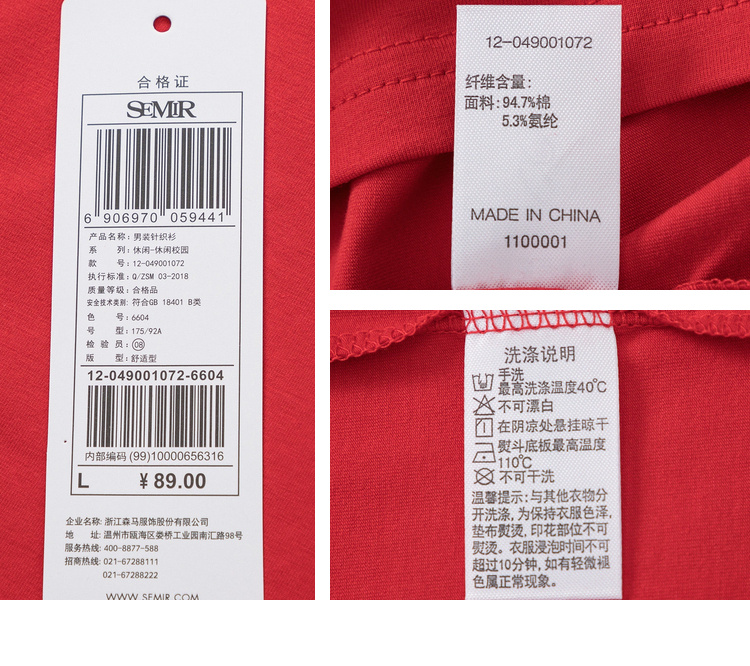 合格证
SEMIR
6 906970 059441
产品名称: 男装针织衫
系 列: 休闲-休闲校园
款 号: 12-049001072
执行标准: Q/ZSM 03-2018
质量等级: 合格品
安全技术类别: 符合GB 18401 B类
色 号: 6604
号 型: 175/92A
检 验 员: 08
版 型: 舒适型
12-049001072-6604
内部编码 (99)10000656316
L ¥89.00
企业名称: 浙江森马服饰股份有限公司
地 址: 温州市瓯海区娄桥工业园南汇路98号
服务热线: 400-8877-588
招商热线: 021-67288111
021-67288222
WWW.SEMIR.COM
12-049001072
纤维含量:
面料: 94.7%棉
5.3%氨纶
MADE IN CHINA
1100001
洗涤说明
手洗
最高洗涤温度40℃
不可漂白
在阴凉处悬挂晾干
熨斗底板最高温度
110℃
不可干洗
温馨提示: 与其他衣物分
开洗涤, 为保持衣服色泽,
垫布熨烫, 印花部位不可
熨烫。衣服浸泡时间不可
超过10分钟, 如有轻微褪
色属正常现象。